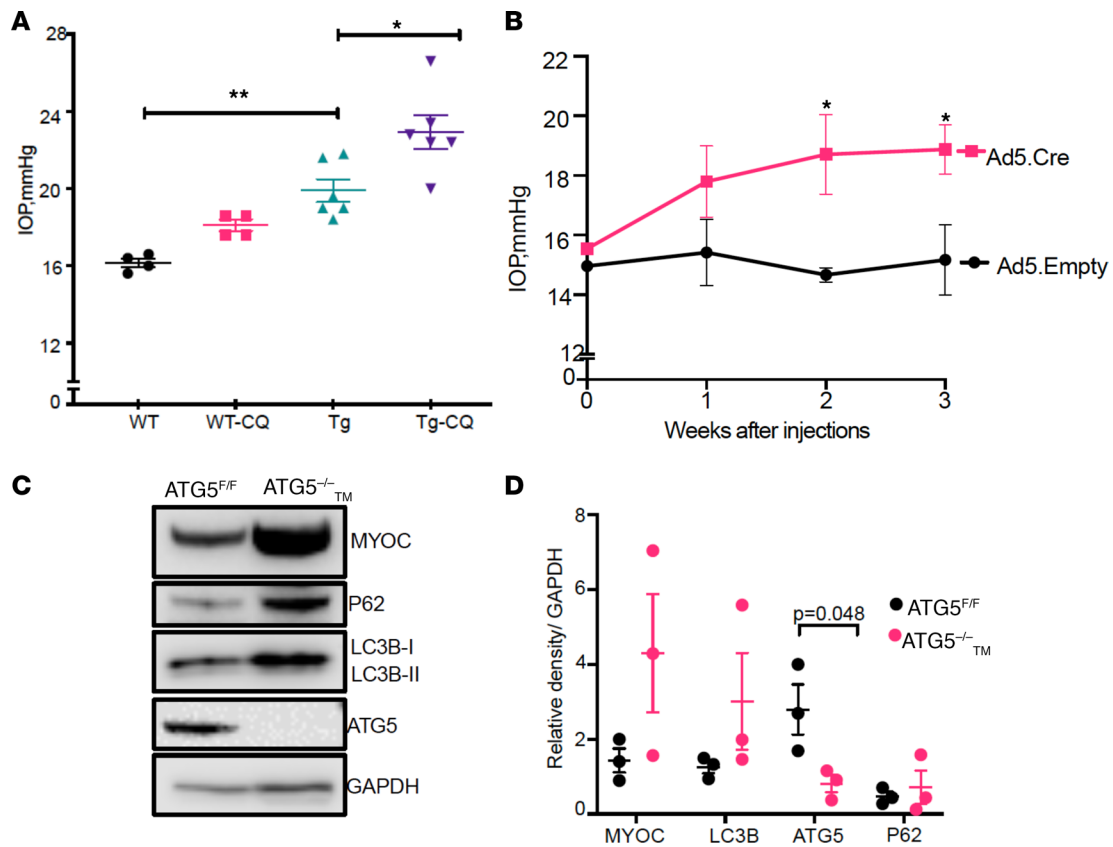 A
28
24
20
16
12
0
IOP,mmHg
**
*
WT
WT-CQ
Tg
Tg-CQ
B
22
20
18
16
14
12
0
IOP,mmHg
*
*
Ad5.Cre
Ad5.Empty
0
1
2
3
Weeks after injections
C
ATG5F/F
ATG5–/–TM
MYOC
P62
LC3B-I
LC3B-II
ATG5
GAPDH
D
8
6
4
2
0
Relative density/ GAPDH
p=0.048
ATG5F/F
ATG5–/–TM
MYOC
LC3B
ATG5
P62